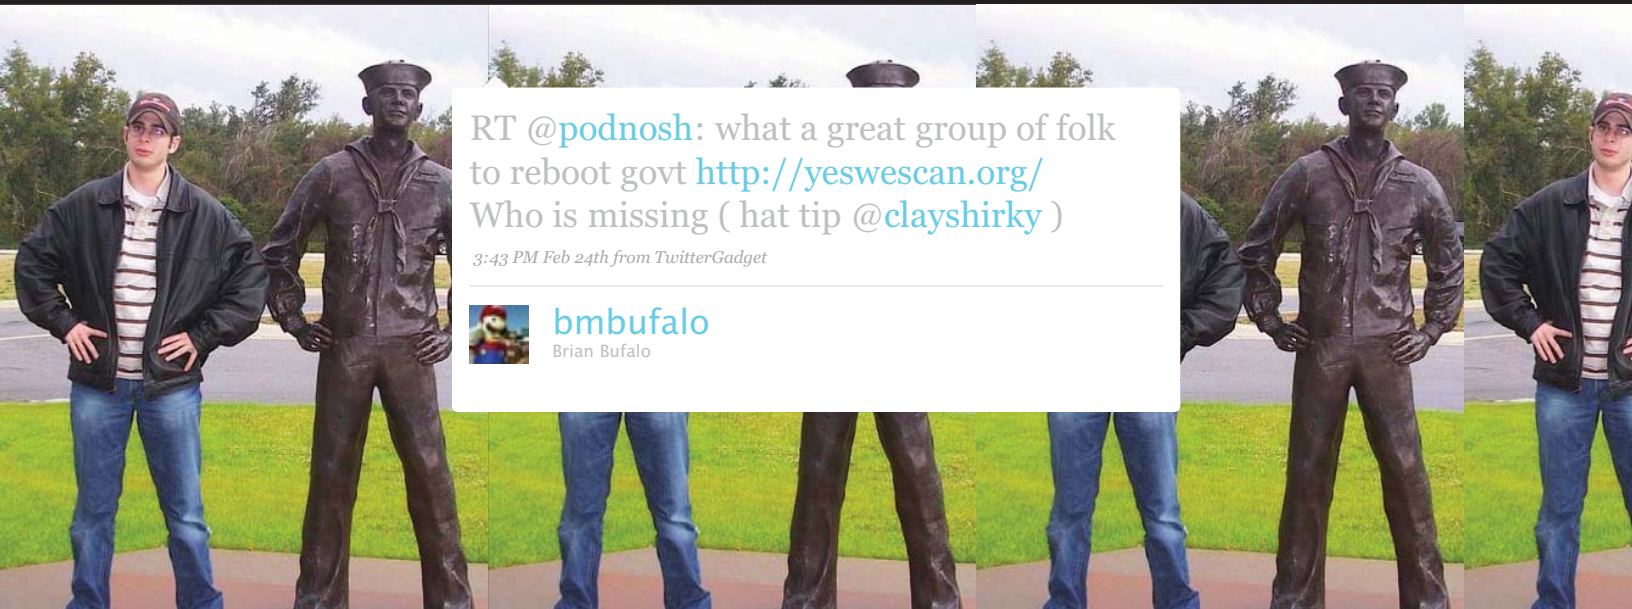 RT @podnosh: what a great group of folk
to reboot govt http://yeswescan.org/
Who is missing ( hat tip @clayshirky )
3:43 PM Feb 24th from TwitterGadget
bmbufalo
Brian Bufalo